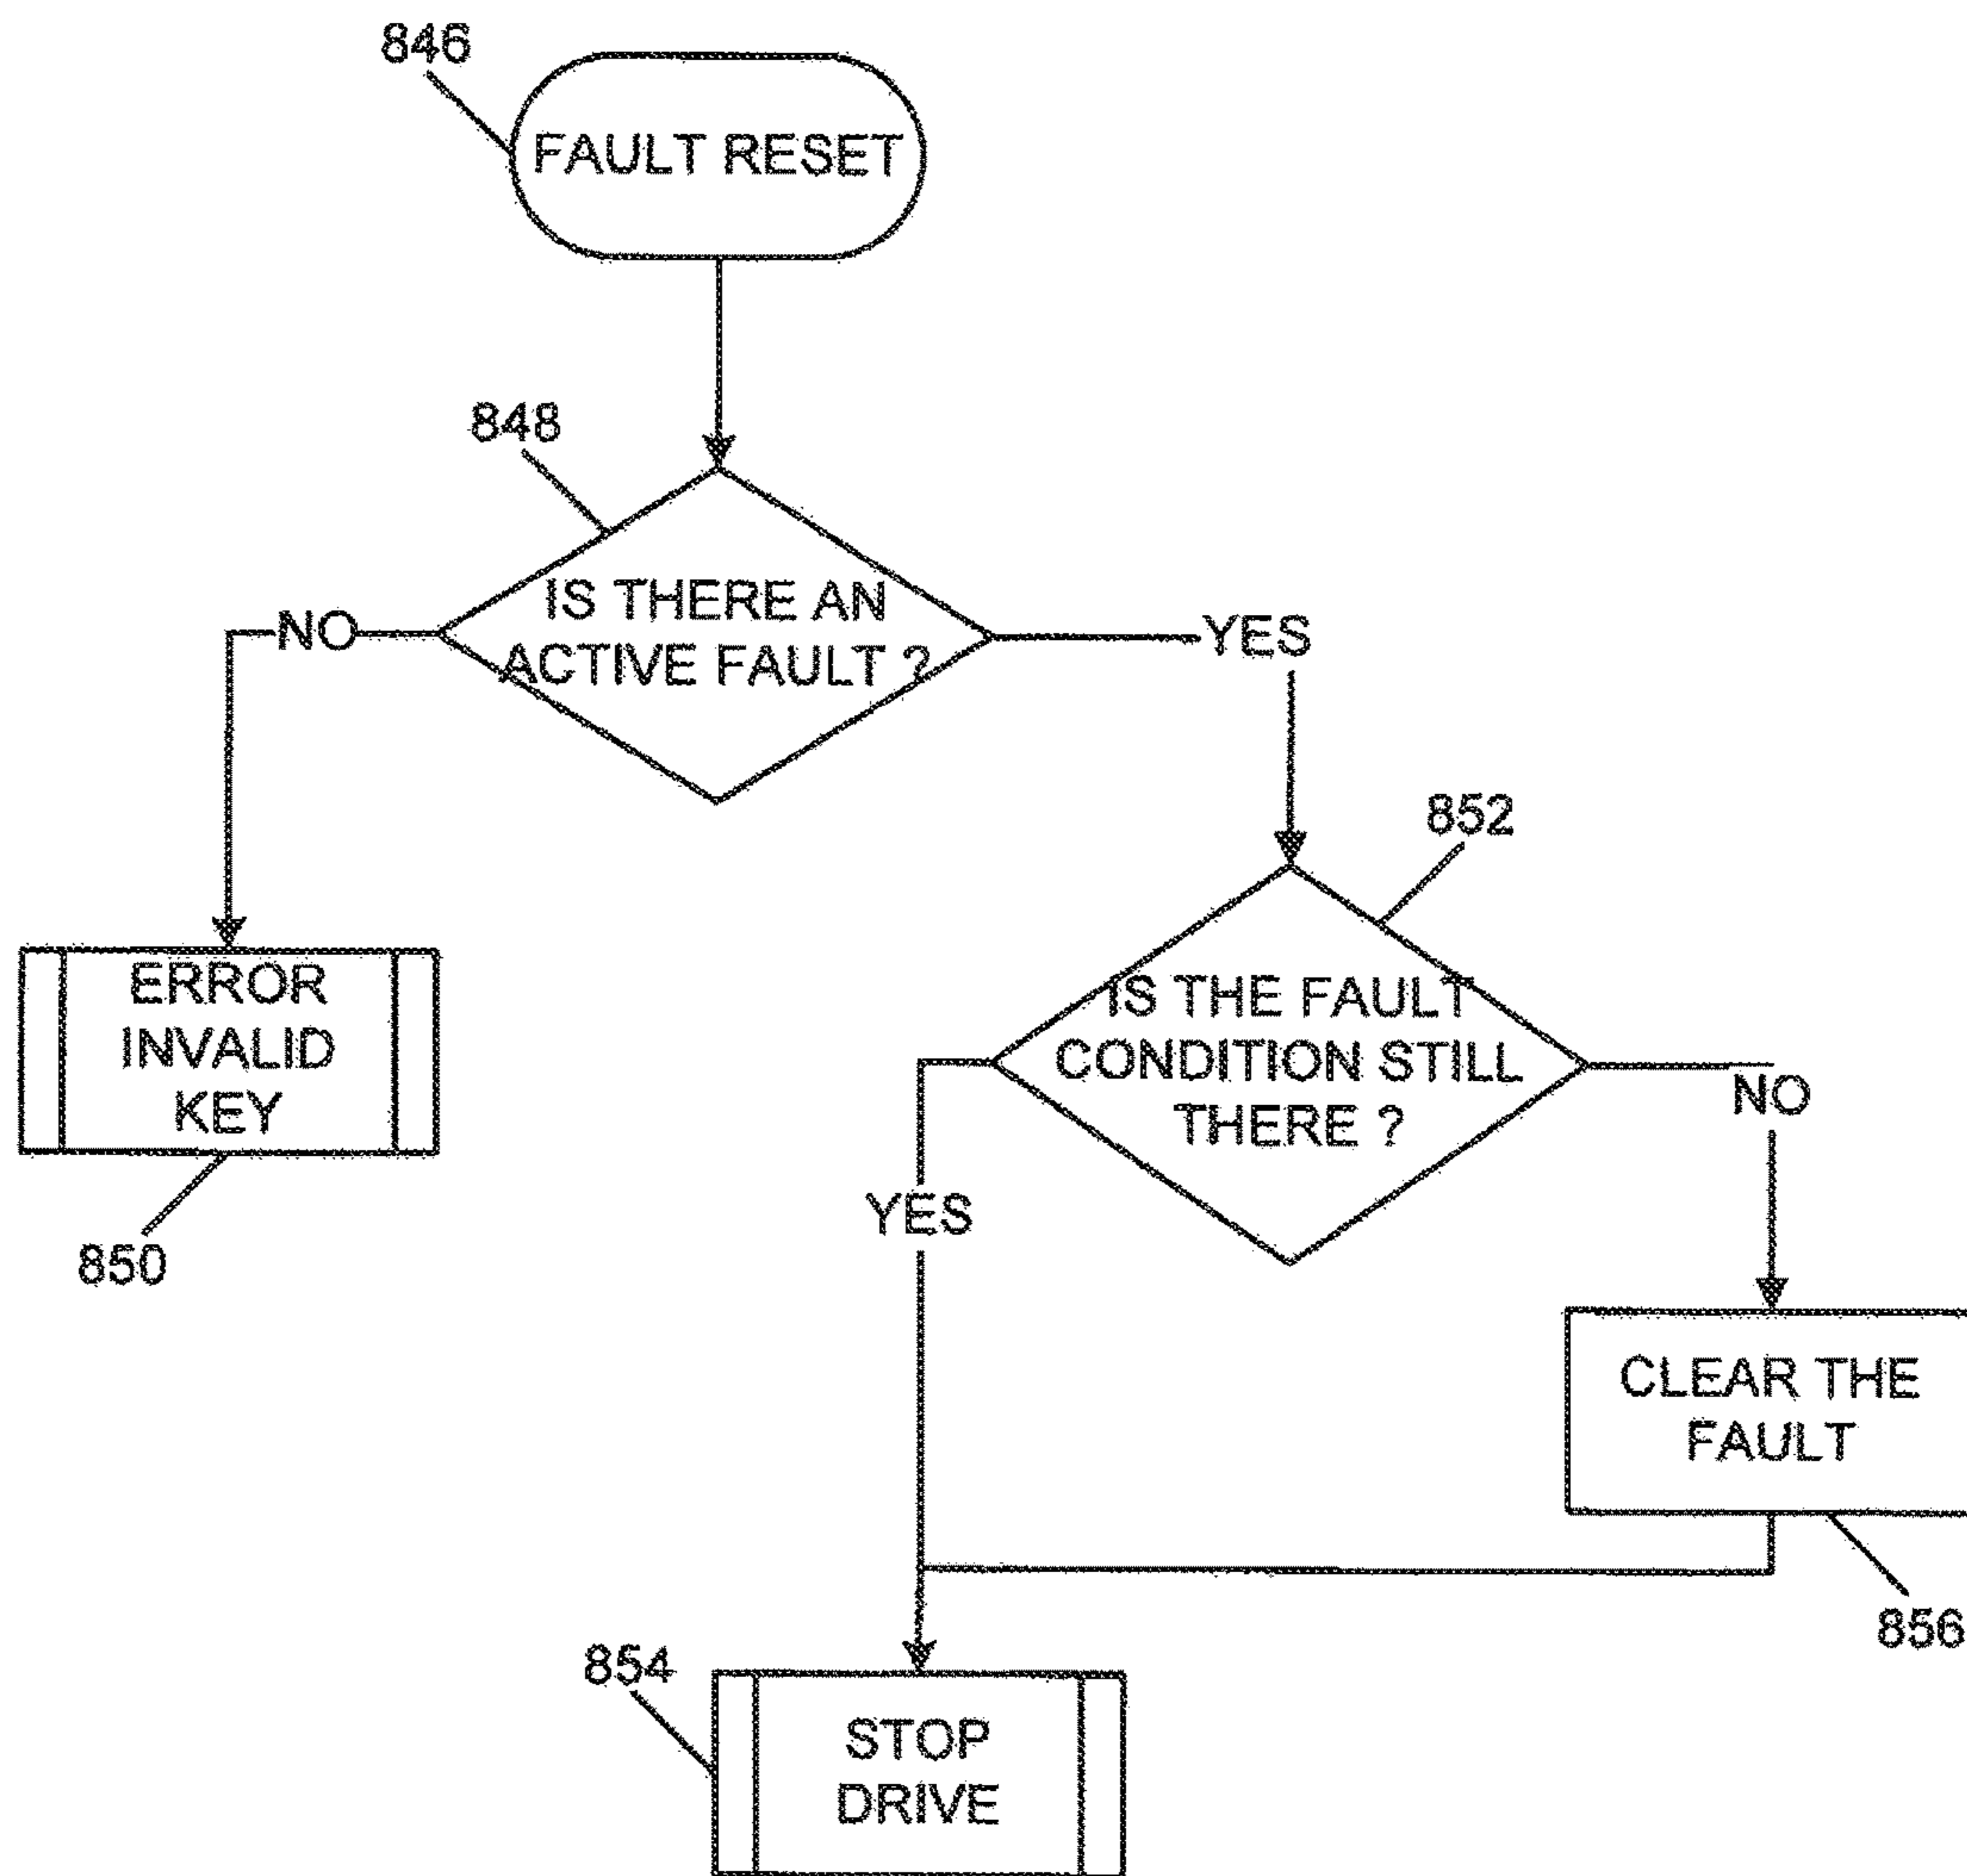 846
FAULT RESET
848
IS THERE AN
ACTIVE FAULT ?
NO
YES
852
ERROR
INVALID
KEY
850
IS THE FAULT
CONDITION STILL
THERE ?
YES
NO
CLEAR THE
FAULT
856
854
STOP
DRIVE